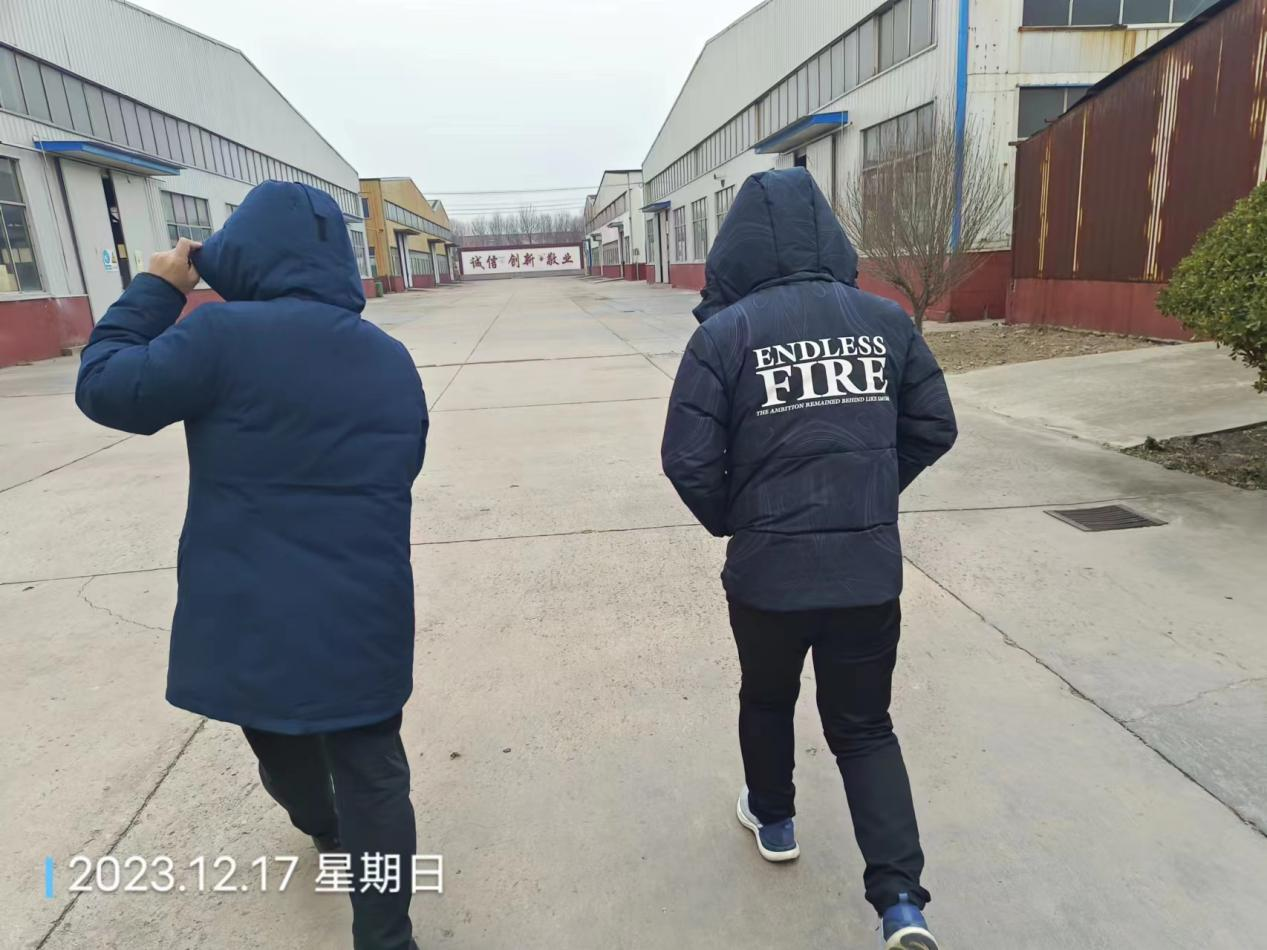 诚信 创新 敬业
ENDLESS
FIRE
THE AMBITION REMAINED BEHIND LIKE
2023.12.17 星期日